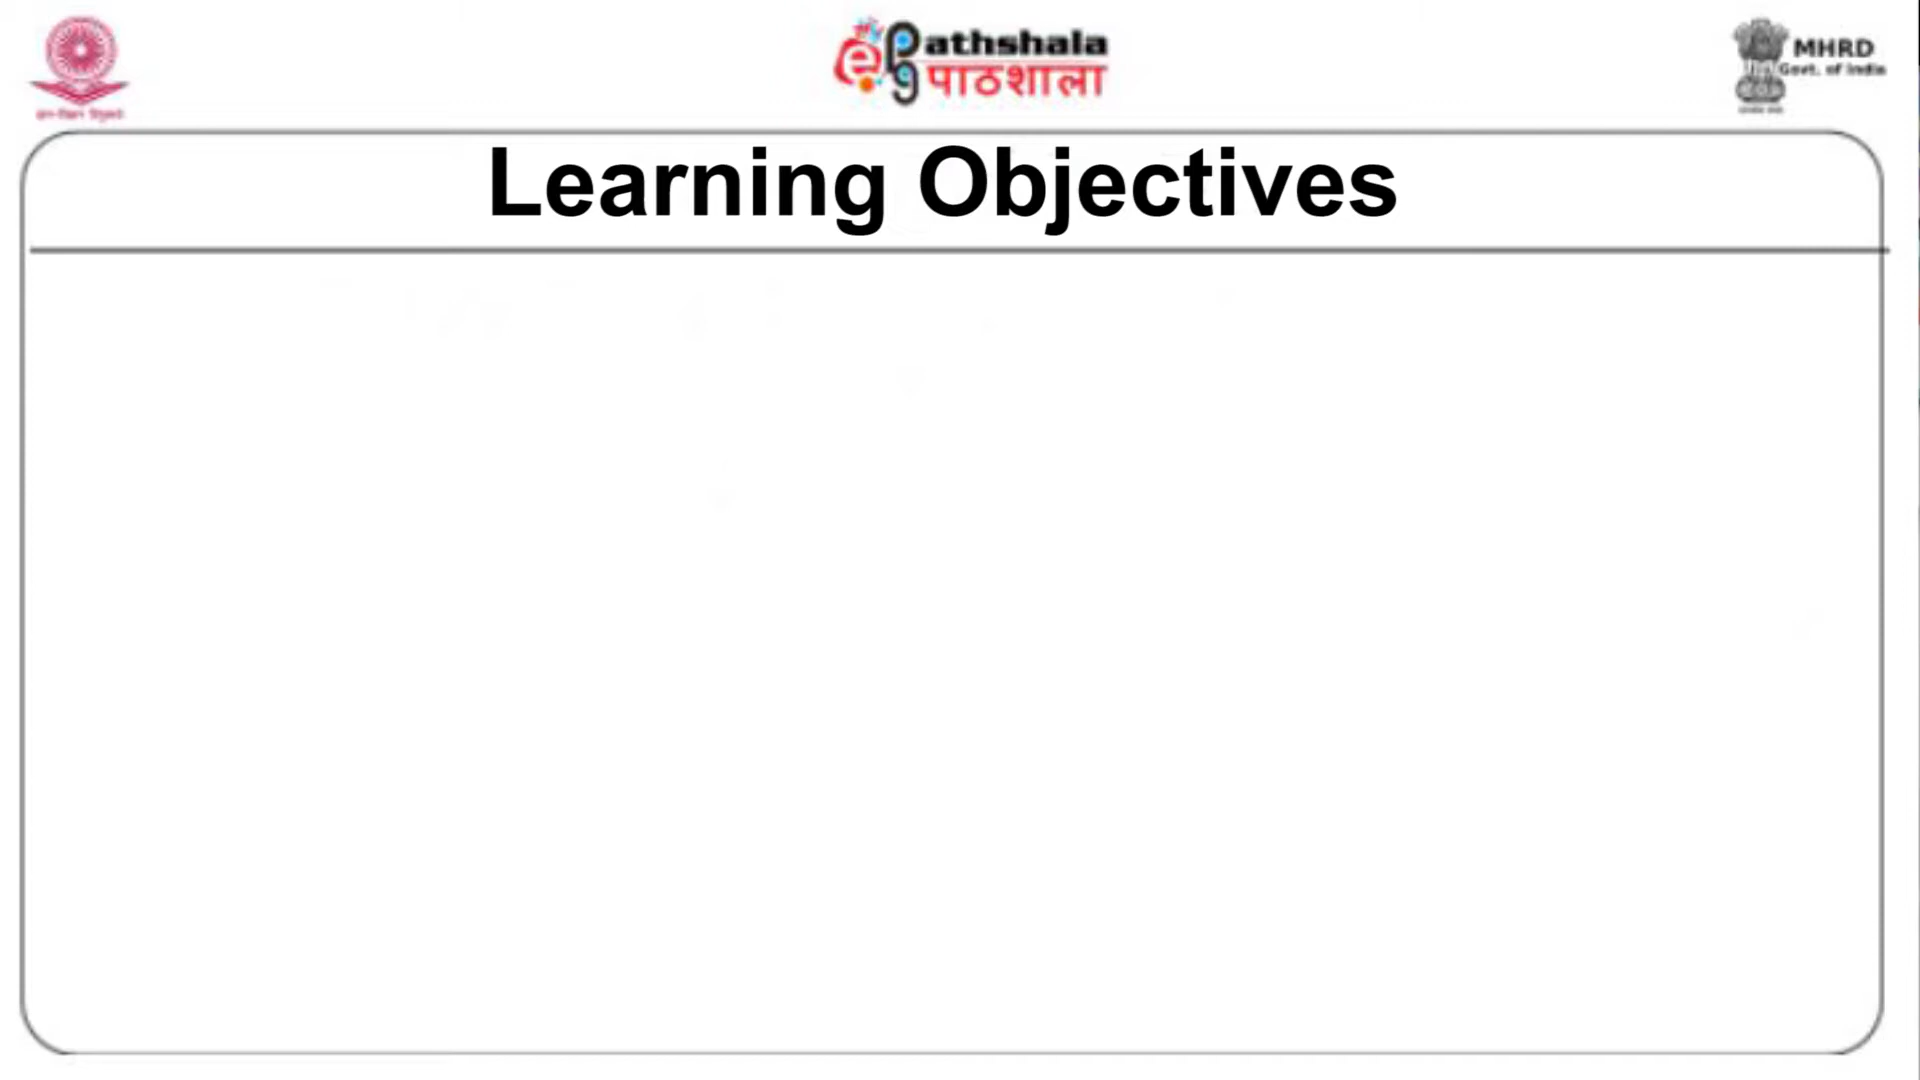 athshala
पाठशाला
MHRD
Govt. of India
Learning Objectives